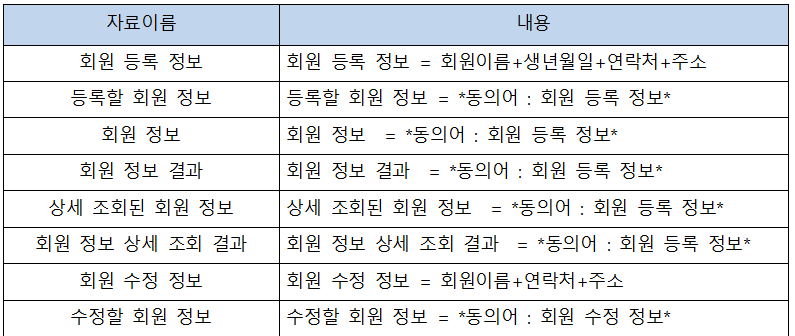 자료이름 내용
회원 등록 정보 회원 등록 정보 = 회원이름+생년월일+연락처+주소
등록할 회원 정보 등록할 회원 정보 = *동의어 : 회원 등록 정보*
회원 정보 회원 정보 = *동의어 : 회원 등록 정보*
회원 정보 결과 회원 정보 결과 = *동의어 : 회원 등록 정보*
상세 조회된 회원 정보 상세 조회된 회원 정보 = *동의어 : 회원 등록 정보*
회원 정보 상세 조회 결과 회원 정보 상세 조회 결과 = *동의어 : 회원 등록 정보*
회원 수정 정보 회원 수정 정보 = 회원이름+연락처+주소
수정할 회원 정보 수정할 회원 정보 = *동의어 : 회원 수정 정보*